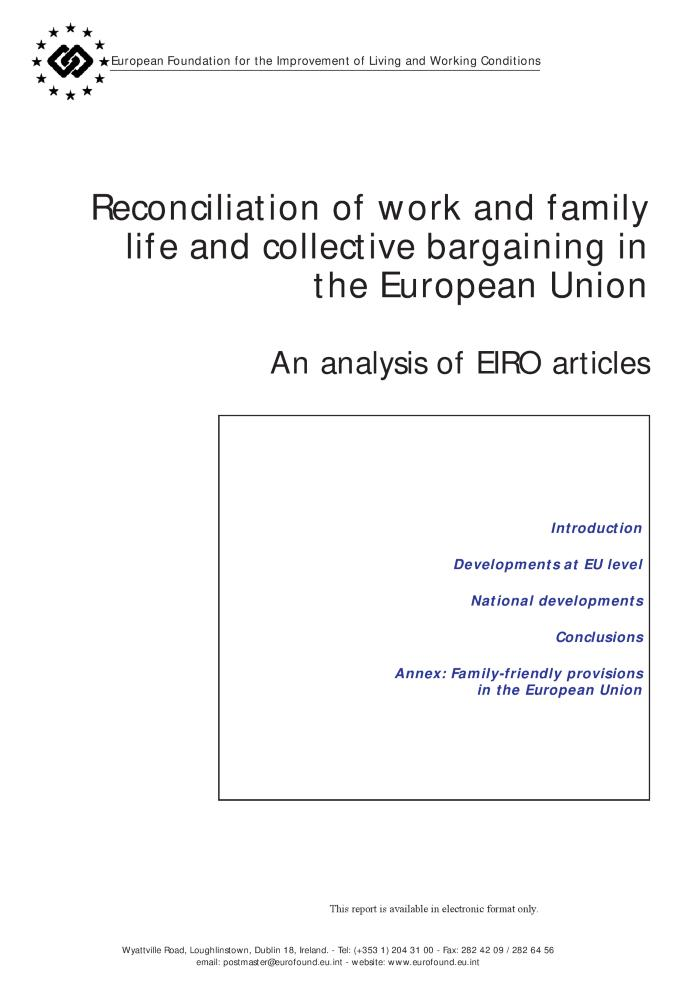 European Foundation for the Improvement of Living and Working Conditions
Reconciliation of work and family
life and collective bargaining in
the European Union
An analysis of EIRO articles
Introduction
Developments at EU level
National developments
Conclusions
Annex: Family-friendly provisions
in the European Union
This report is available in electronic format only.
Wyattville Road, Loughlinstown, Dublin 18, Ireland. - Tel: (+353 1) 204 31 00 - Fax: 282 42 09 / 282 64 56
email: postmaster@eurofound.eu.int - website: www.eurofound.eu.int